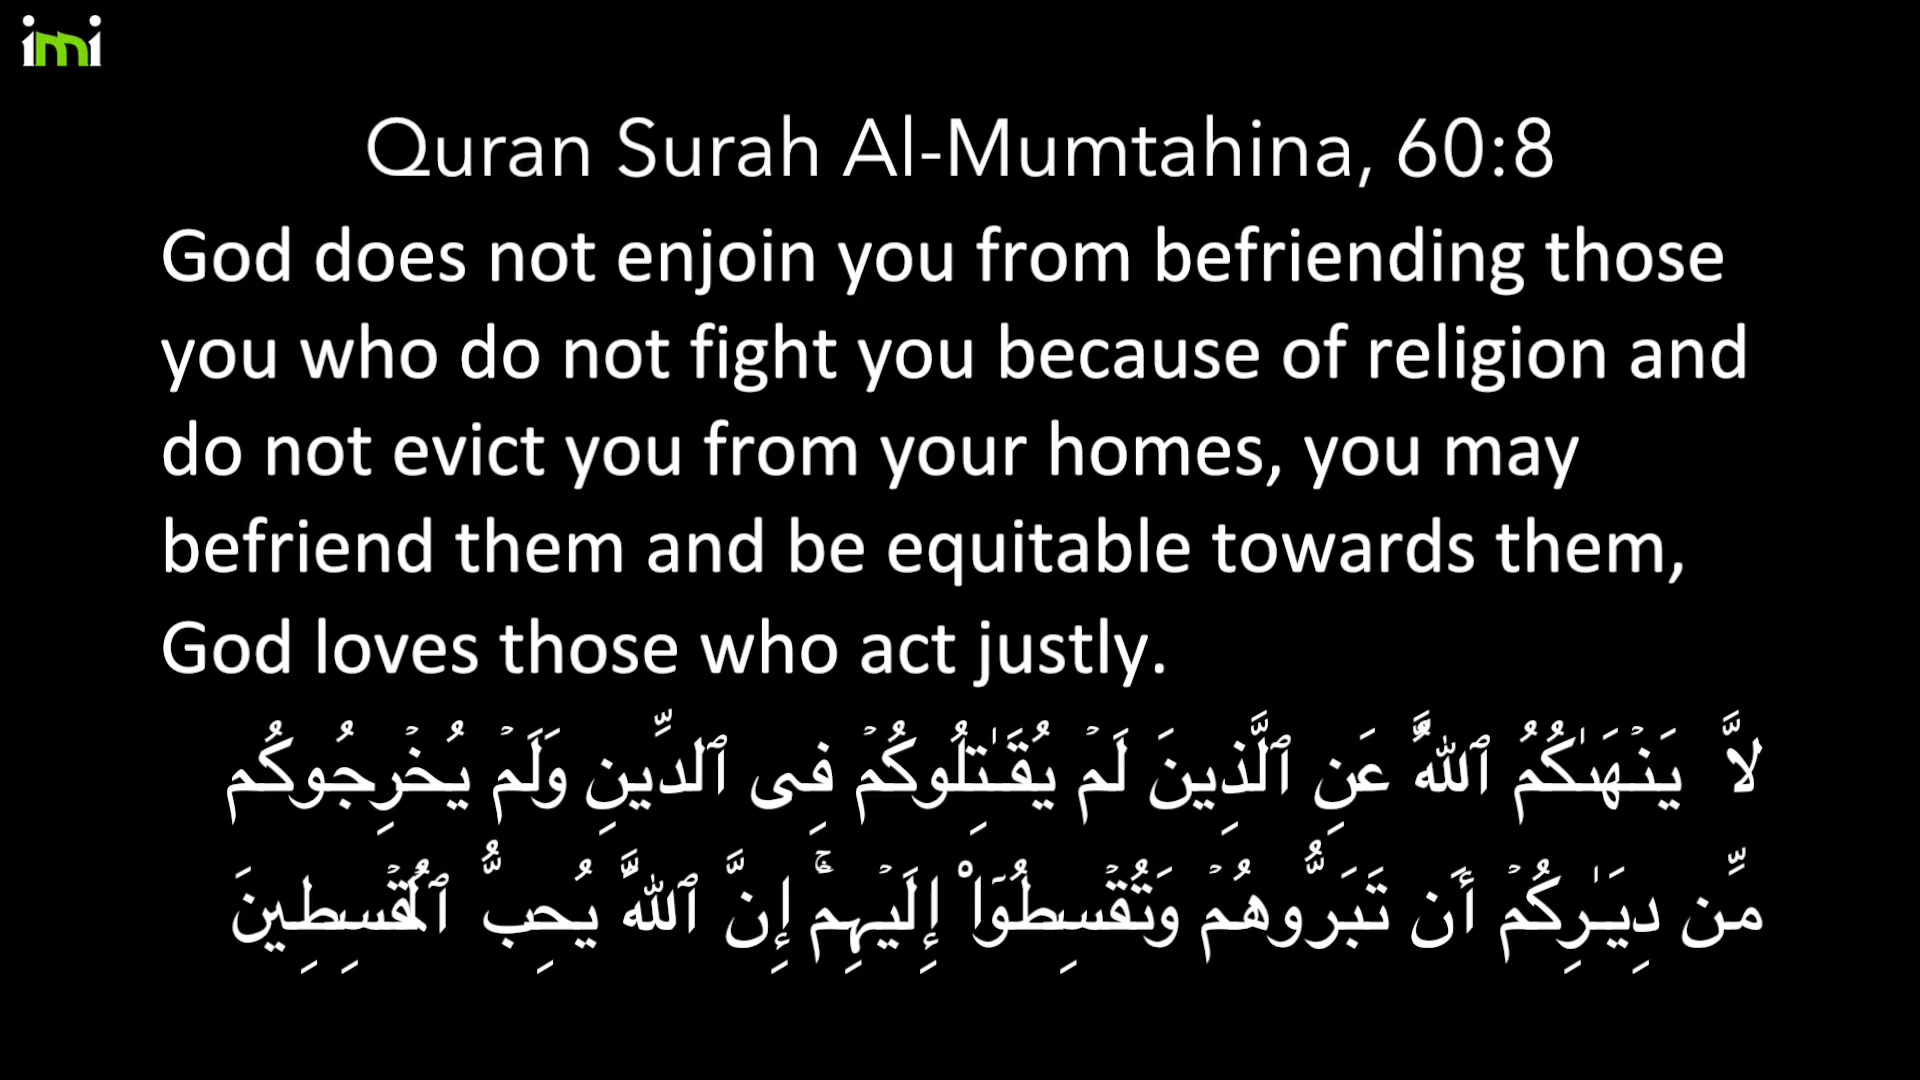 imi
Quran Surah Al-Mumtahina, 60:8
God does not enjoin you from befriending those
you who do not fight you because of religion and
do not evict you from your homes, you may
befriend them and be equitable towards them,
God loves those who act justly.
لَّا يَنۡهَىٰكُمُ ٱللَّهُ عَنِ ٱلَّذِينَ لَمۡ يُقَـٰتِلُوكُمۡ فِى ٱلدِّينِ وَلَمۡ يُخۡرِجُوكُم
مِّن دِيَـٰرِكُمۡ أَن تَبَرُّوهُمۡ وَتُقۡسِطُوٓا۟ إِلَيۡہِمۡ‌ۚ إِنَّ ٱللَّهَ يُحِبُّ ٱلۡمُقۡسِطِينَ